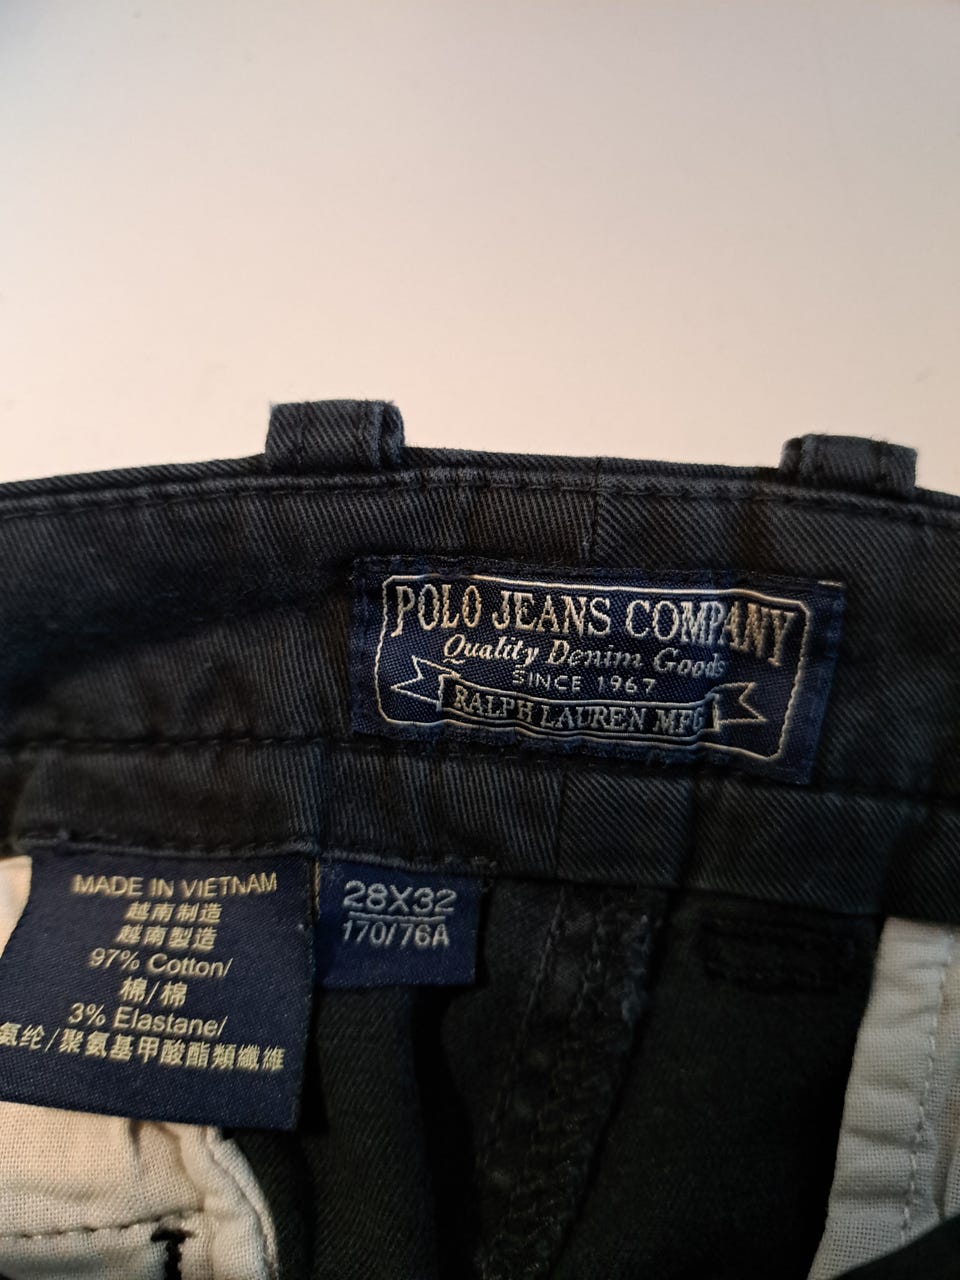 POLO JEANS COMPANY
Quality Denim Goods
SINCE 1967
RALPH LAUREN MFG
MADE IN VIETNAM
越南制造
越南製造
97% Cotton/
棉/棉
3% Elastane/
氨纶/聚氨基甲酸酯類纖維
28X32
170/76A